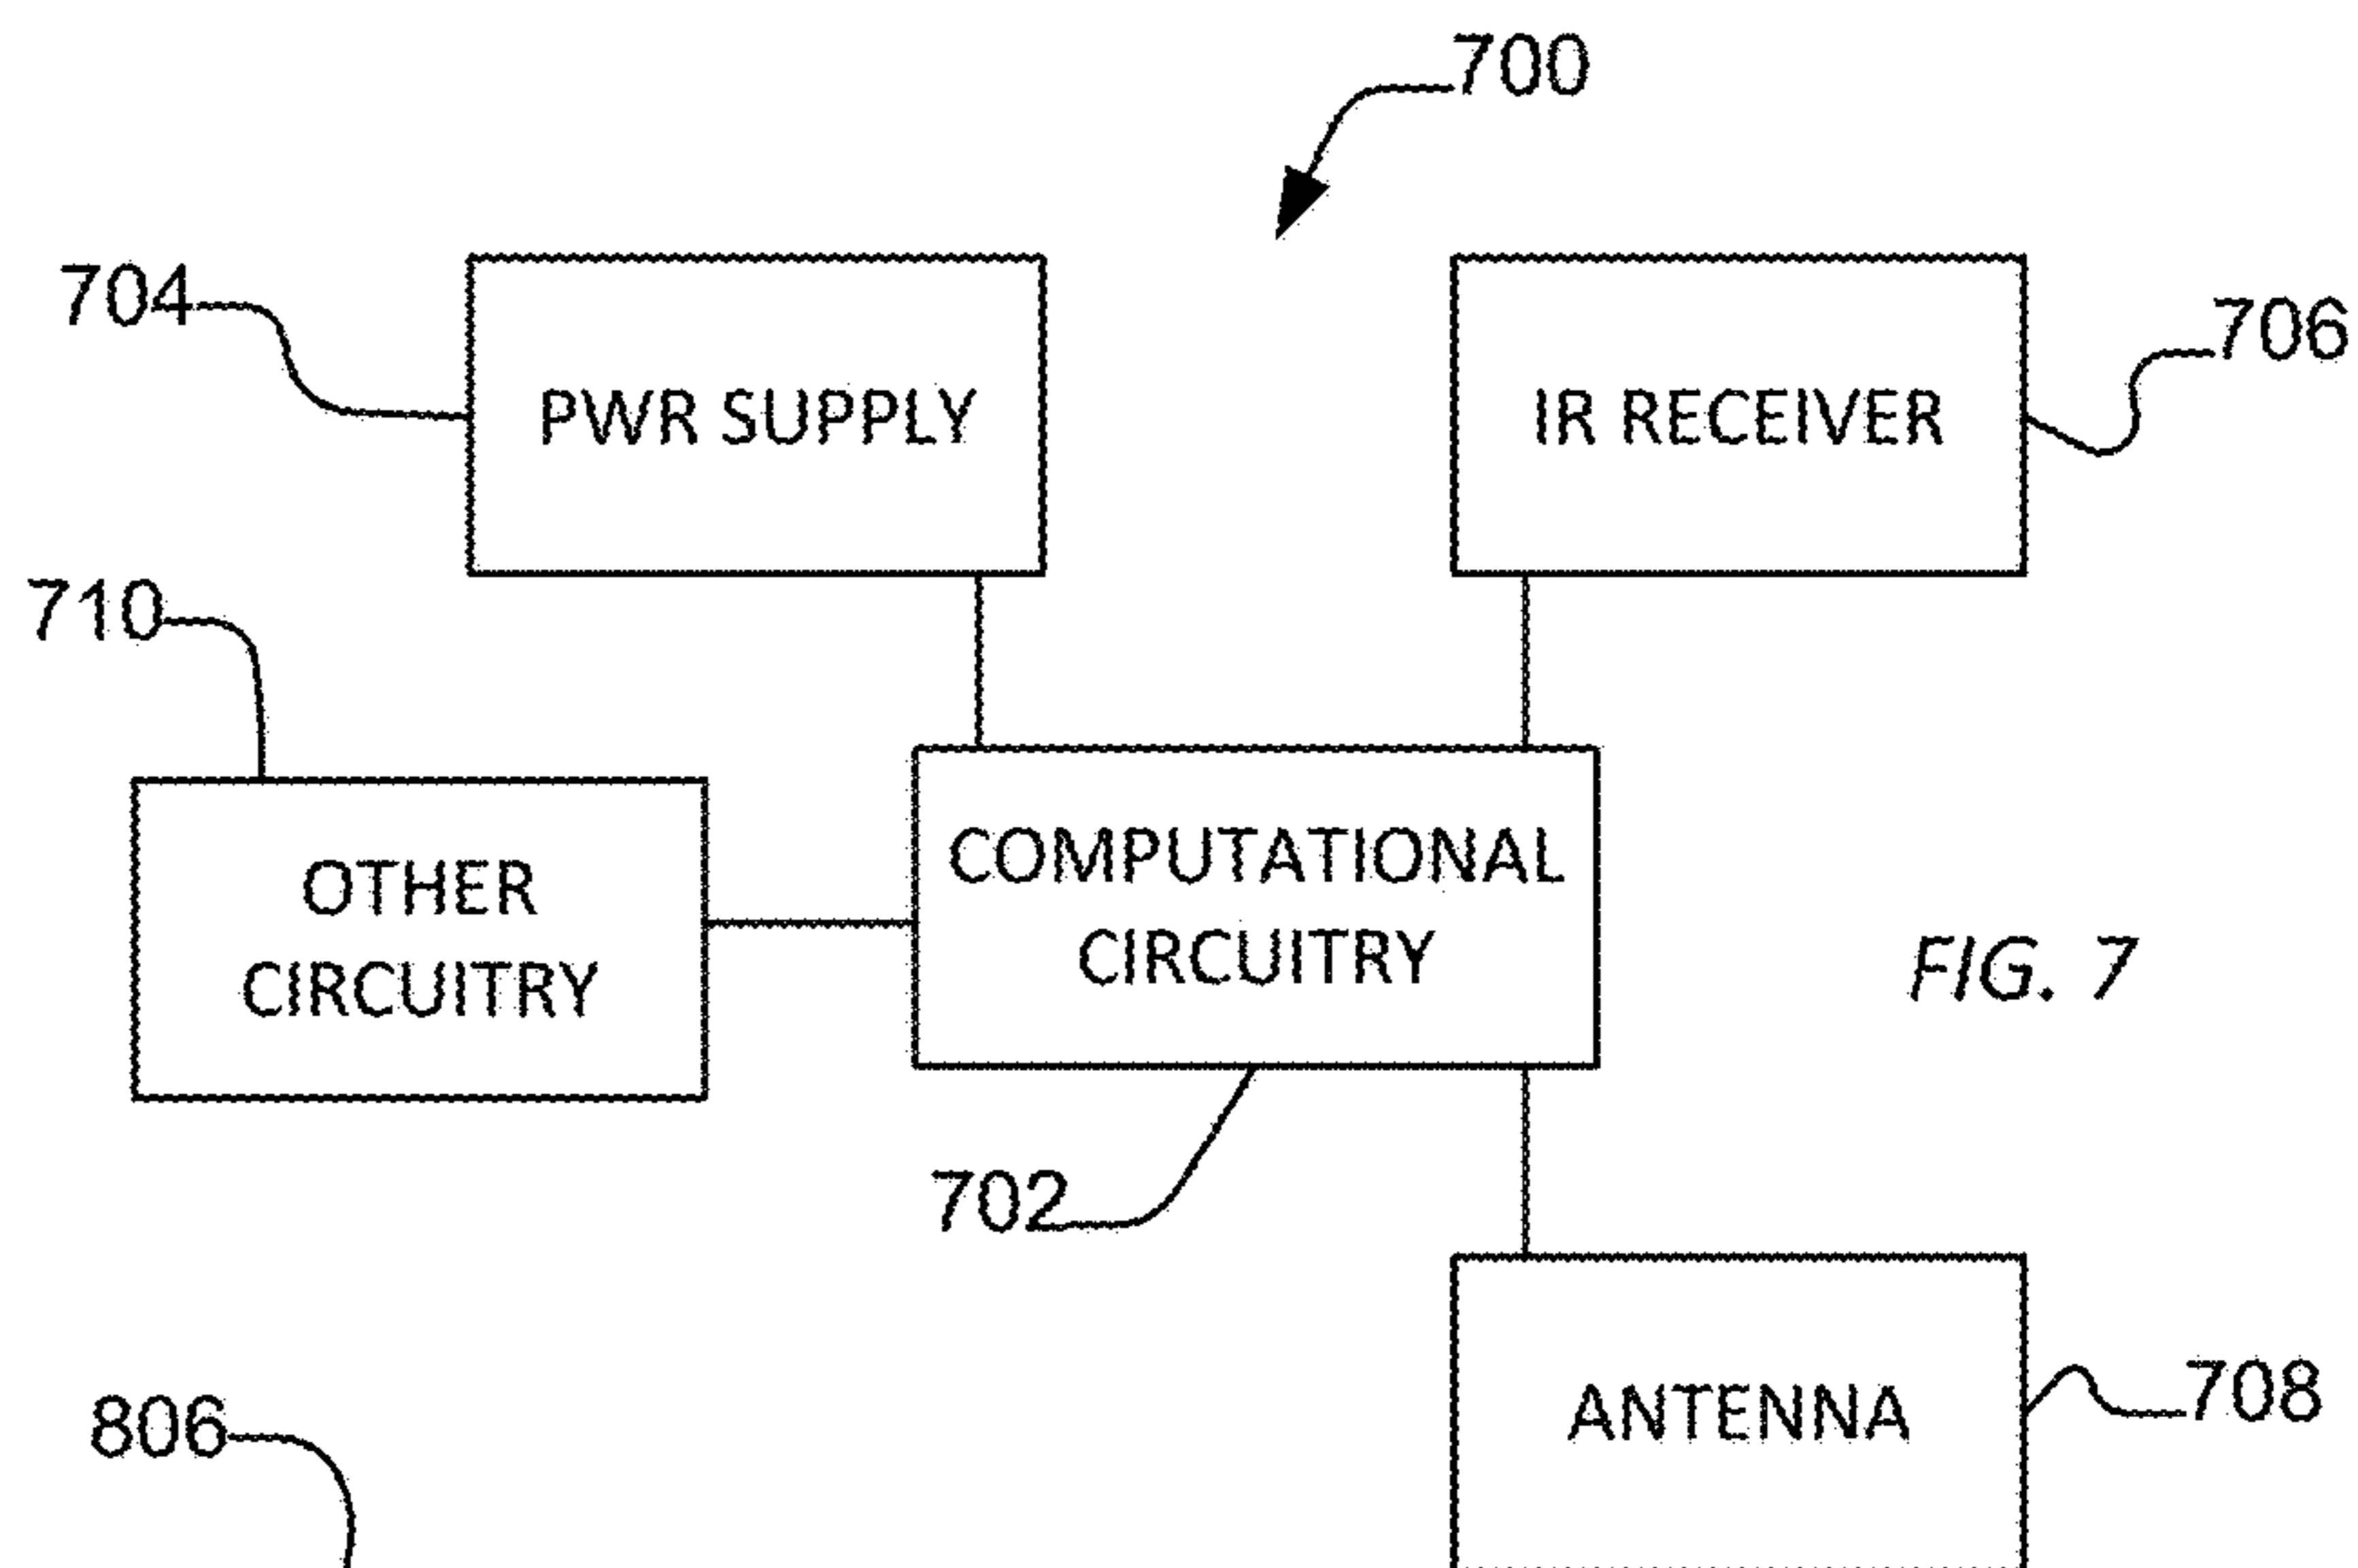 700
704
PWR SUPPLY
IR RECEIVER
706
710
OTHER
CIRCUITRY
COMPUTATIONAL
CIRCUITRY
FIG. 7
702
ANTENNA
708
806